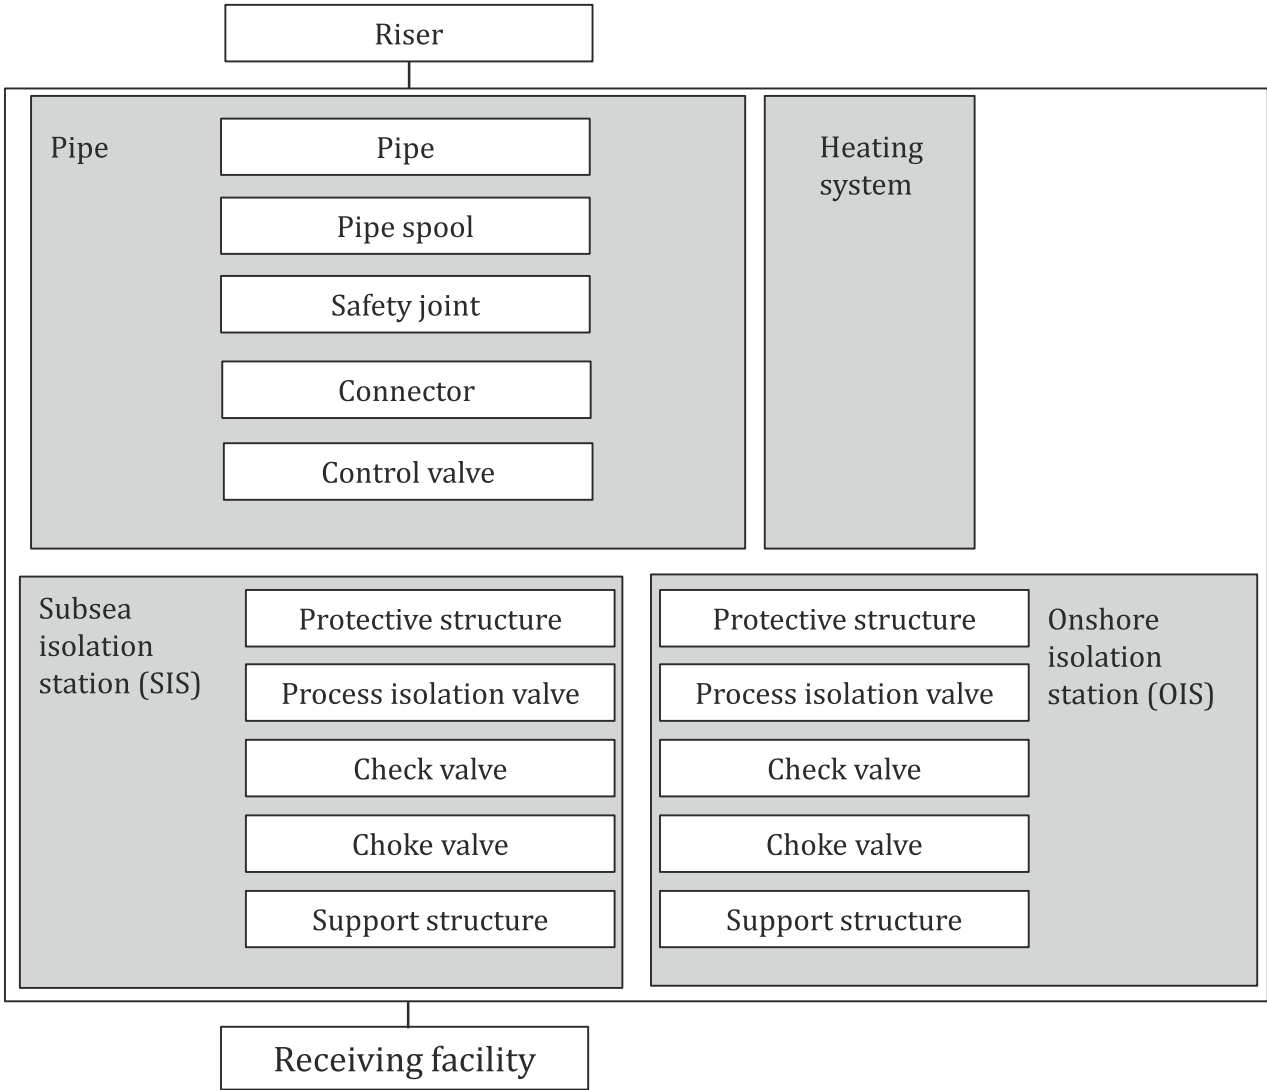 Riser
Pipe
Pipe
Pipe spool
Safety joint
Connector
Control valve
Heating
system
Subsea
isolation
station (SIS)
Protective structure
Process isolation valve
Check valve
Choke valve
Support structure
Protective structure
Process isolation valve
Check valve
Choke valve
Support structure
Onshore
isolation
station (OIS)
Receiving facility